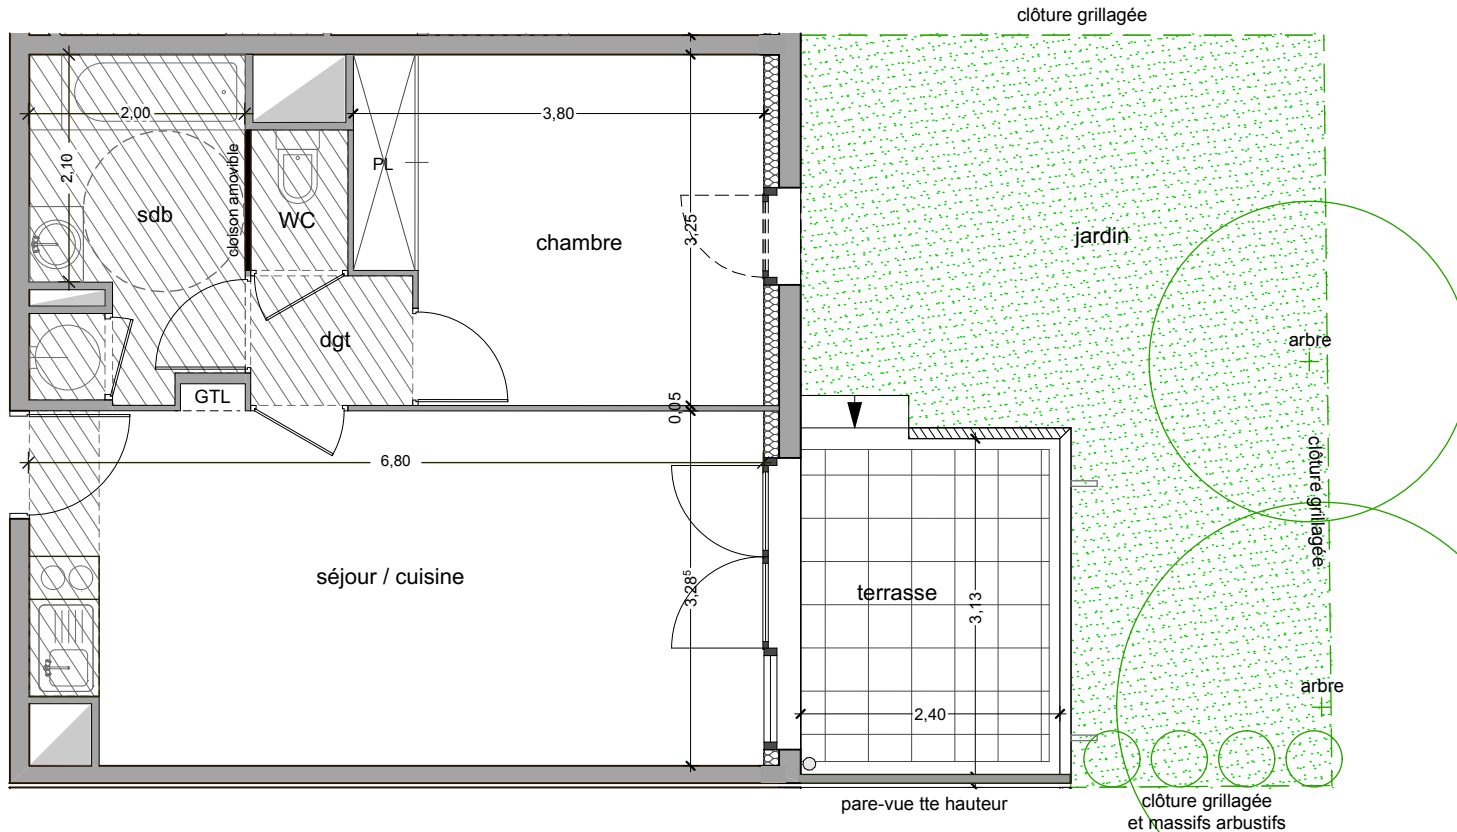 clôture grillagée
2,00
3,80
2,10
cloison amovible
PL
sdb
WC
chambre
3,25
jardin
dgt
arbre
GTL
0,05
6,80
clôture grillagée
séjour / cuisine
3,28⁵
terrasse
3,13
arbre
2,40
pare-vue tte hauteur
clôture grillagée
et massifs arbustifs